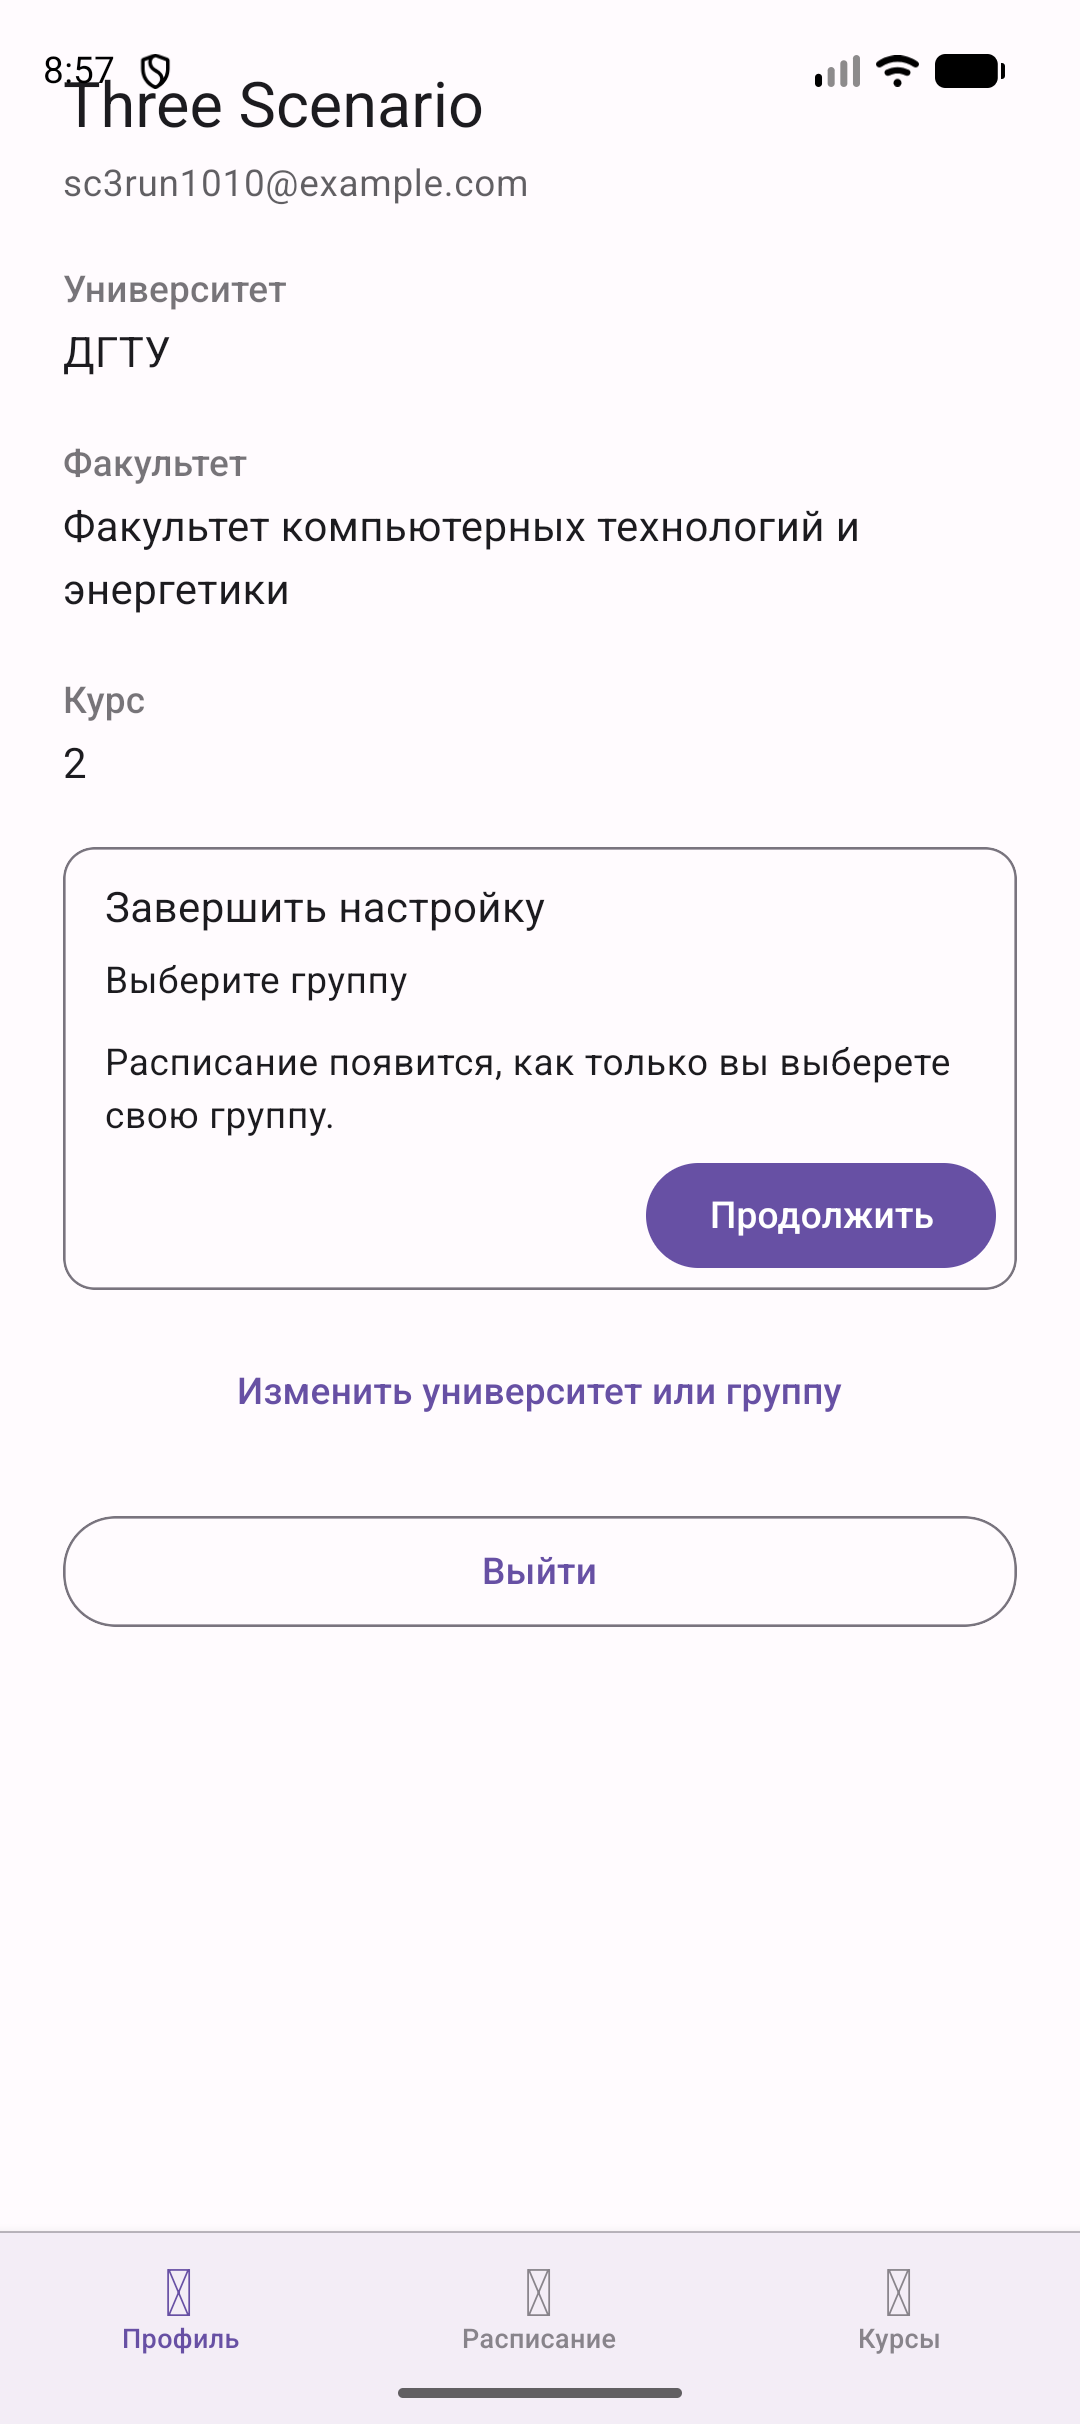 8:57
Three Scenario
sc3run1010@example.com
Университет
ДГТУ
Факультет
Факультет компьютерных технологий и
энергетики
Курс
2
Завершить настройку
Выберите группу
Расписание появится, как только вы выберете
свою группу.
Продолжить
Изменить университет или группу
Выйти
Профиль
Расписание
Курсы